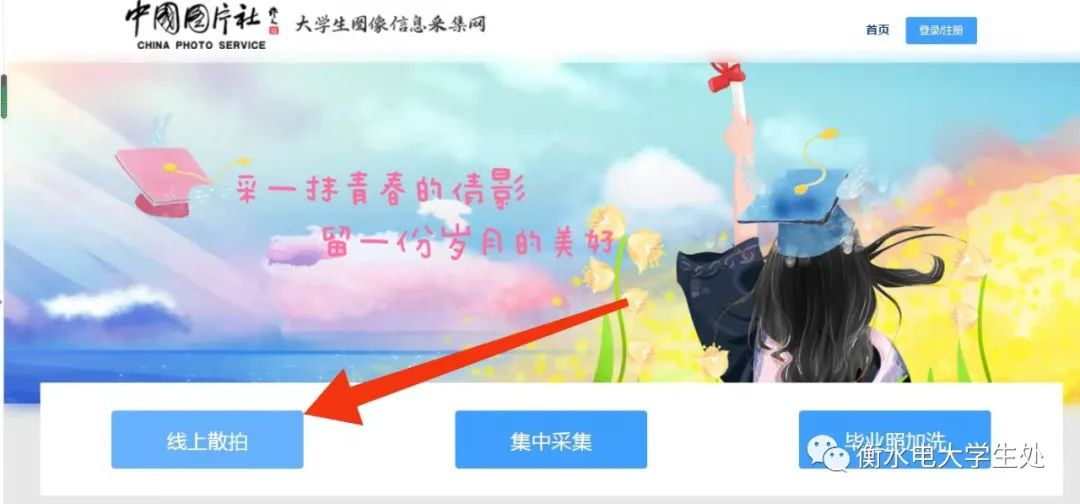 中國图片社
CHINA PHOTO SERVICE
大学生图像信息采集网
首页
登录/注册
采一抹青春的倩影
留一份岁月的美好
线上散拍
集中采集
毕业照加洗
衡水电大学生处